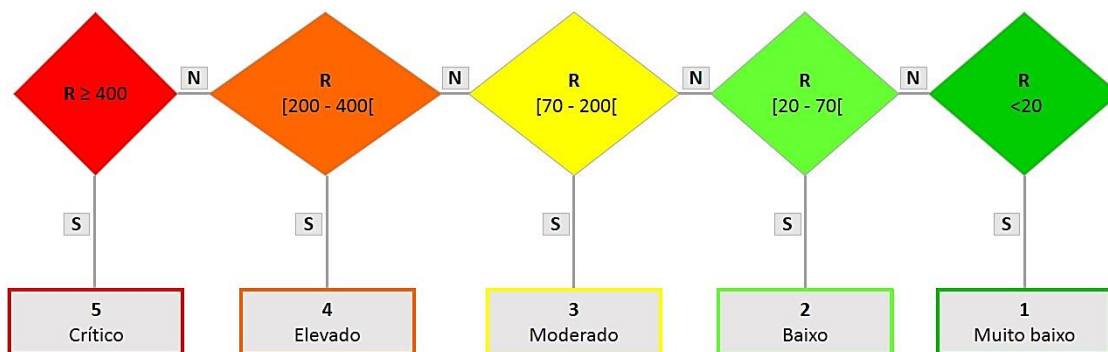 R ≥ 400
N
R
[200 - 400[
N
R
[70 - 200[
N
R
[20 - 70[
N
R
<20
S
S
S
S
S
5
Crítico
4
Elevado
3
Moderado
2
Baixo
1
Muito baixo